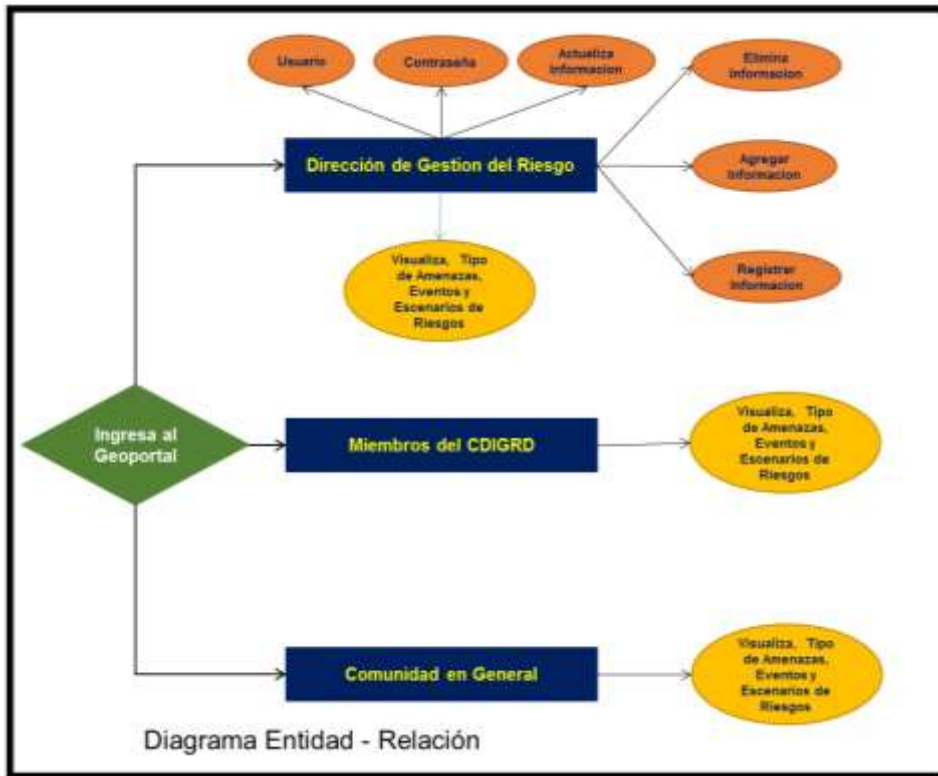 Usuario
Contraseña
Actualiza
Informacion
Elimina
Informacion
Dirección de Gestion del Riesgo
Agregar
Informacion
Visualiza, Tipo
de Amenazas,
Eventos y
Escenarios de
Riesgos
Registrar
Informacion
Ingresa al
Geoportal
Miembros del CDIGRD
Visualiza, Tipo
de Amenazas,
Eventos y
Escenarios de
Riesgos
Comunidad en General
Visualiza, Tipo
de Amenazas,
Eventos y
Escenarios de
Riesgos
Diagrama Entidad - Relación